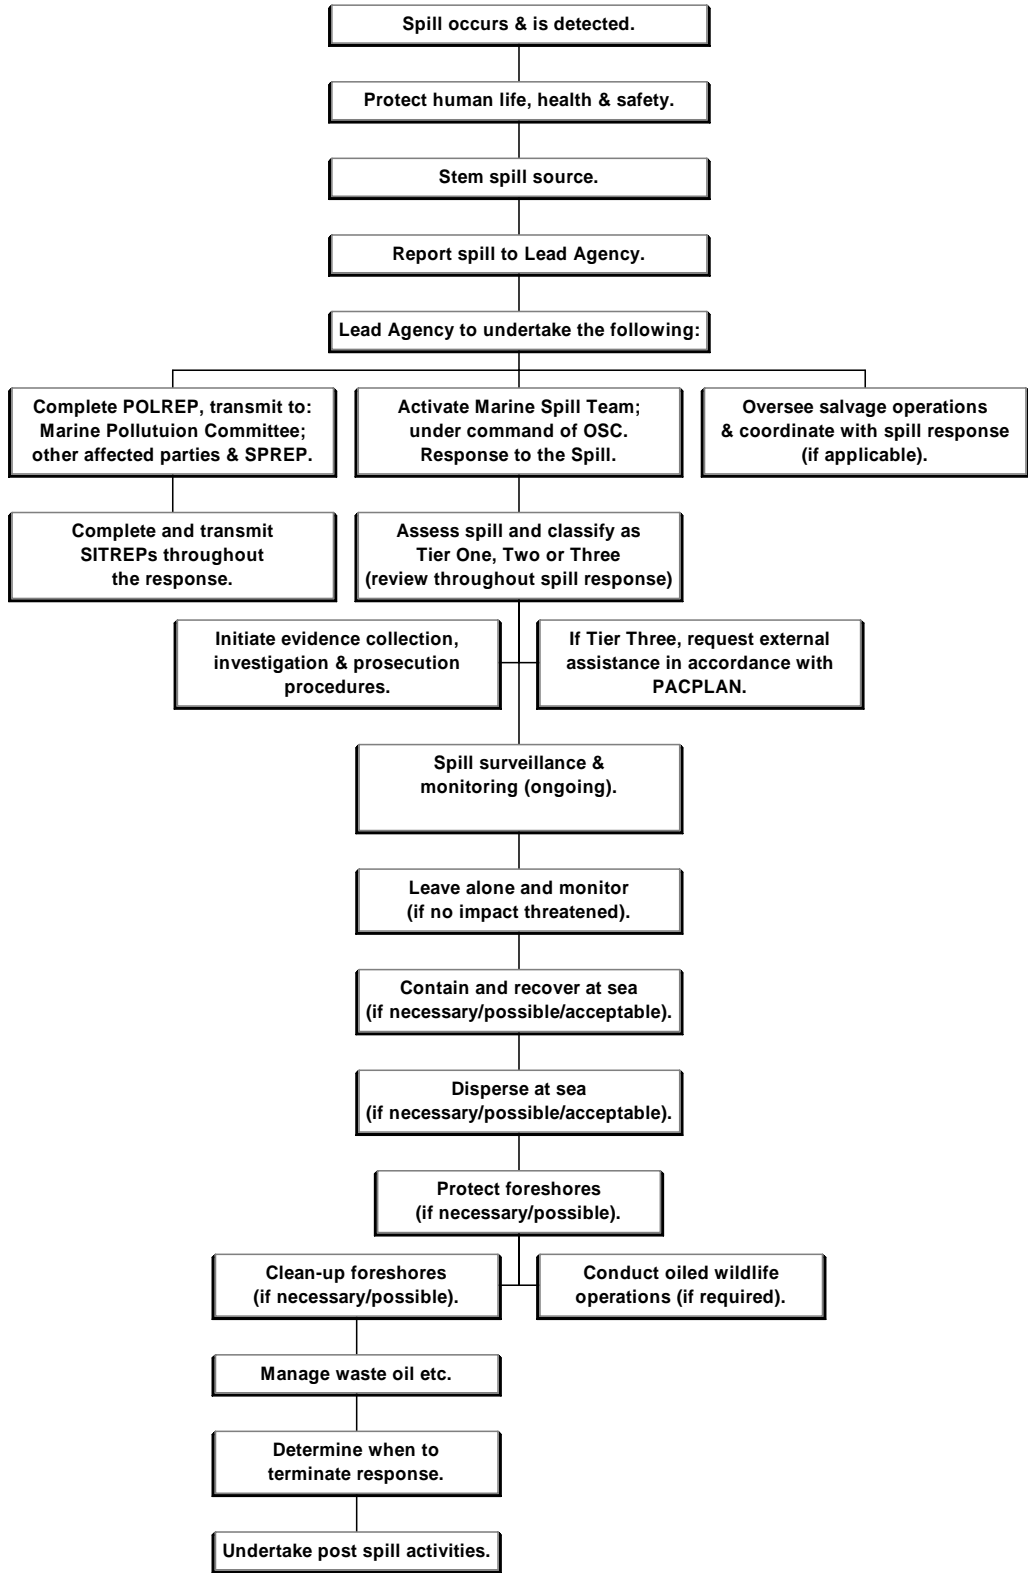 Spill occurs & is detected.
Protect human life, health & safety.
Stem spill source.
Report spill to Lead Agency.
Lead Agency to undertake the following:
Complete POLREP, transmit to:
Marine Pollutuion Committee;
other affected parties & SPREP.
Activate Marine Spill Team;
under command of OSC.
Response to the Spill.
Oversee salvage operations
& coordinate with spill response
(if applicable).
Complete and transmit
SITREPs throughout
the response.
Assess spill and classify as
Tier One, Two or Three
(review throughout spill response)
Initiate evidence collection,
investigation & prosecution
procedures.
If Tier Three, request external
assistance in accordance with
PACPLAN.
Spill surveillance &
monitoring (ongoing).
Leave alone and monitor
(if no impact threatened).
Contain and recover at sea
(if necessary/possible/acceptable).
Disperse at sea
(if necessary/possible/acceptable).
Protect foreshores
(if necessary/possible).
Clean-up foreshores
(if necessary/possible).
Conduct oiled wildlife
operations (if required).
Manage waste oil etc.
Determine when to
terminate response.
Undertake post spill activities.